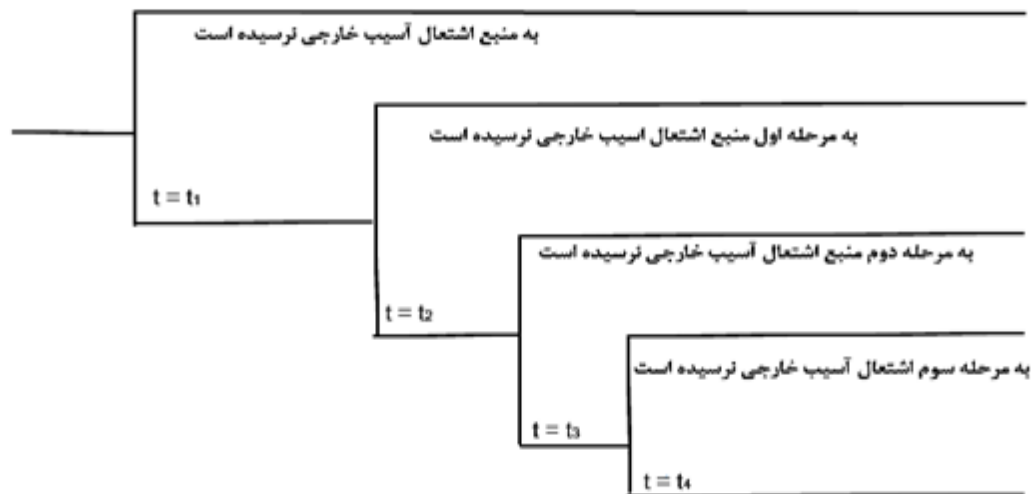 به منبع اشتعال آسیب خارجی نرسیده است
به مرحله اول منبع اشتعال اسیب خارجی نرسیده است
t = t₁
به مرحله دوم منبع اشتعال آسیب خارجی نرسیده است
t = t₂
به مرحله سوم اشتعال آسیب خارجی نرسیده است
t = t₃
t = t₄